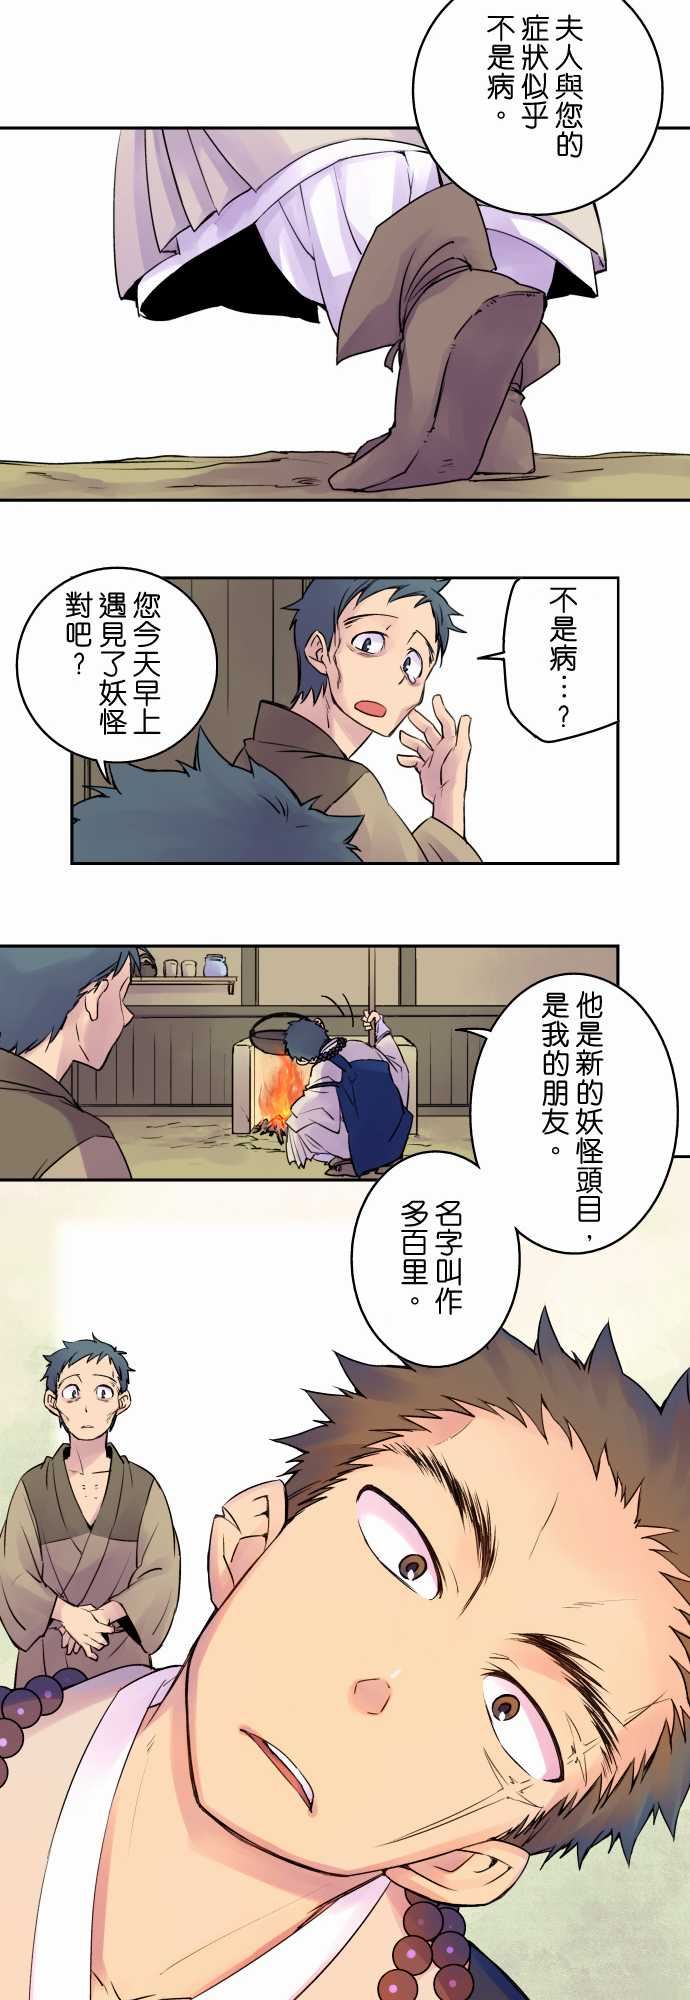 夫人與您的
症狀似乎
不是病。
不是病…？
您今天早上
遇見了妖怪
對吧？
他是新的妖怪頭目，
是我的朋友。
名字叫作
多百里。